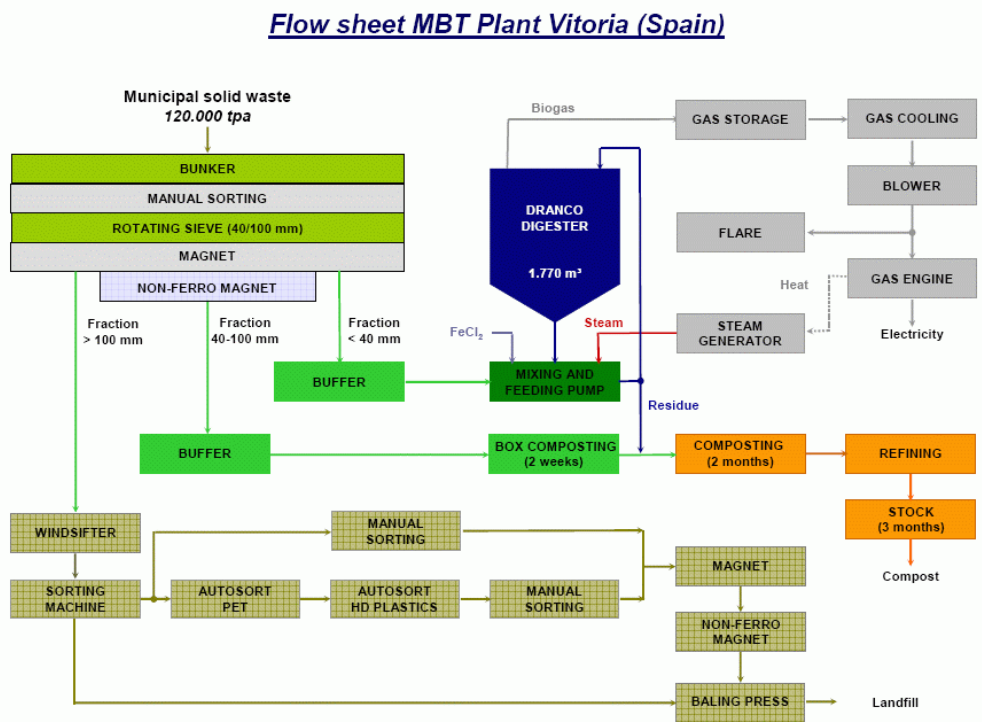 Flow sheet MBT Plant Vitoria (Spain)
Municipal solid waste
120.000 tpa
BUNKER
MANUAL SORTING
ROTATING SIEVE (40/100 mm)
MAGNET
NON-FERRO MAGNET
Fraction
> 100 mm
Fraction
40-100 mm
Fraction
< 40 mm
BUFFER
BUFFER
Biogas
DRANCO
DIGESTER
1.770 m³
FeCl₂
Steam
MIXING AND
FEEDING PUMP
Residue
GAS STORAGE
GAS COOLING
BLOWER
FLARE
GAS ENGINE
Heat
STEAM
GENERATOR
Electricity
BOX COMPOSTING
(2 weeks)
COMPOSTING
(2 months)
REFINING
STOCK
(3 months)
Compost
WINDSIFTER
MANUAL
SORTING
SORTING
MACHINE
AUTOSORT
PET
AUTOSORT
HD PLASTICS
MANUAL
SORTING
MAGNET
NON-FERRO
MAGNET
BALING PRESS
Landfill